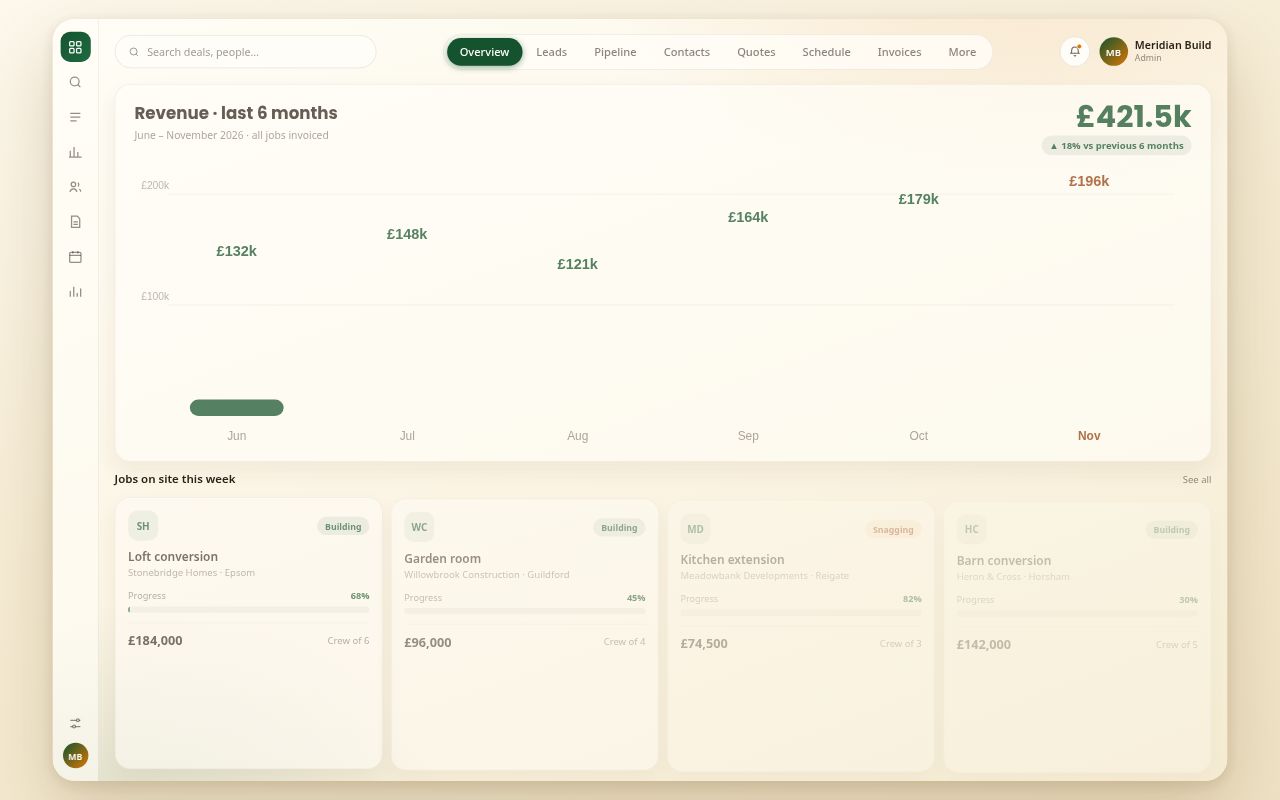 Search deals, people...
Overview
Leads
Pipeline
Contacts
Quotes
Schedule
Invoices
More
MB
Meridian Build
Admin
Revenue · last 6 months
June – November 2026 · all jobs invoiced
£421.5k
▲ 18% vs previous 6 months
£200k
£100k
£132k
£148k
£121k
£164k
£179k
£196k
Jun
Jul
Aug
Sep
Oct
Nov
Jobs on site this week
See all
SH
Building
Loft conversion
Stonebridge Homes · Epsom
Progress
68%
£184,000
Crew of 6
WC
Building
Garden room
Willowbrook Construction · Guildford
Progress
45%
£96,000
Crew of 4
MD
Snagging
Kitchen extension
Meadowbank Developments · Reigate
Progress
82%
£74,500
Crew of 3
HC
Building
Barn conversion
Heron & Cross · Horsham
Progress
30%
£142,000
Crew of 5
MB